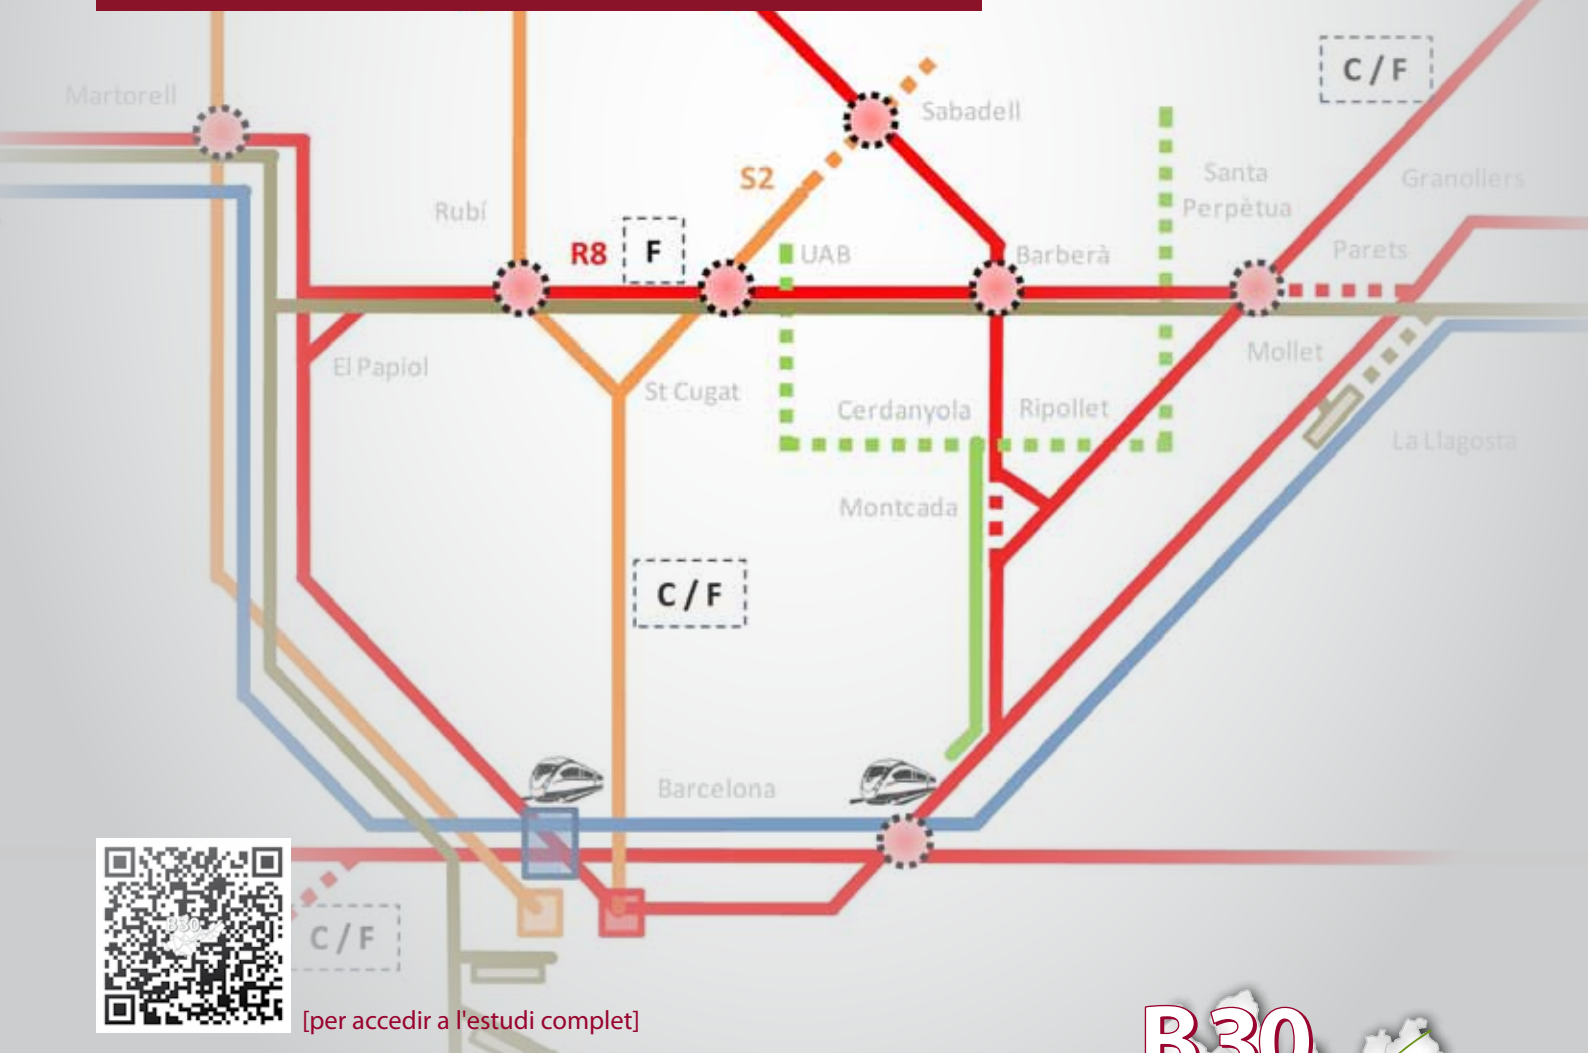 C / F
Martorell
Sabadell
S2
Santa
Perpètua
Granollers
Rubí
R8
F
UAB
Barberà
Parets
El Papiol
St Cugat
Mollet
Cerdanyola
Ripollet
La Llagosta
Montcada
C / F
Barcelona
B30
C / F
[per accedir a l'estudi complet]
B30